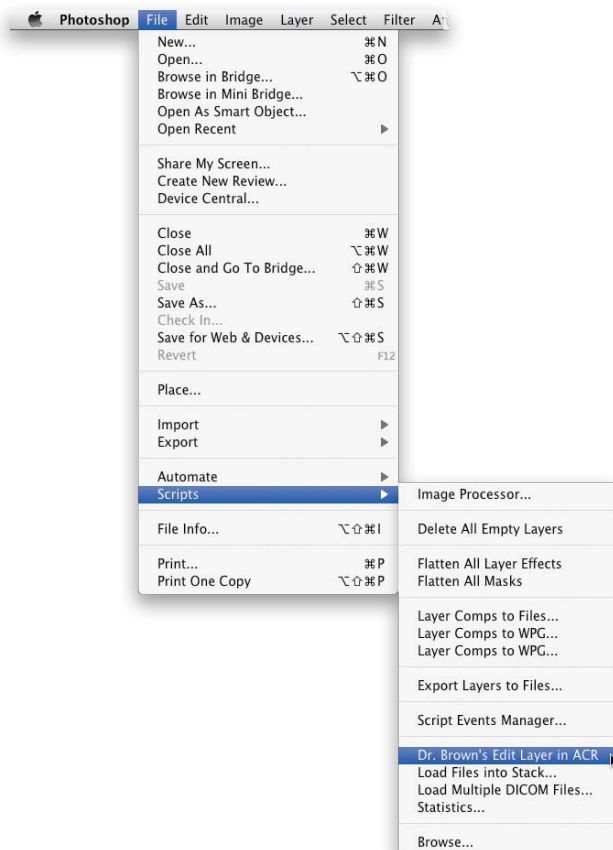 Photoshop File Edit Image Layer Select Filter
New... ⌘N
Open... ⌘O
Browse in Bridge... ⌥⌘O
Browse in Mini Bridge...
Open As Smart Object...
Open Recent
Share My Screen...
Create New Review...
Device Central...
Close ⌘W
Close All ⌥⌘W
Close and Go To Bridge... ⇧⌘W
Save ⌘S
Save As... ⇧⌘S
Check In...
Save for Web & Devices... ⌥⇧⌘S
Revert F12
Place...
Import
Export
Automate
Scripts
File Info... ⌥⇧⌘I
Print... ⌘P
Print One Copy ⌥⇧⌘P
Image Processor...
Delete All Empty Layers
Flatten All Layer Effects
Flatten All Masks
Layer Comps to Files...
Layer Comps to WPG...
Layer Comps to WPG...
Export Layers to Files...
Script Events Manager...
Dr. Brown's Edit Layer in ACR
Load Files into Stack...
Load Multiple DICOM Files...
Statistics...
Browse...